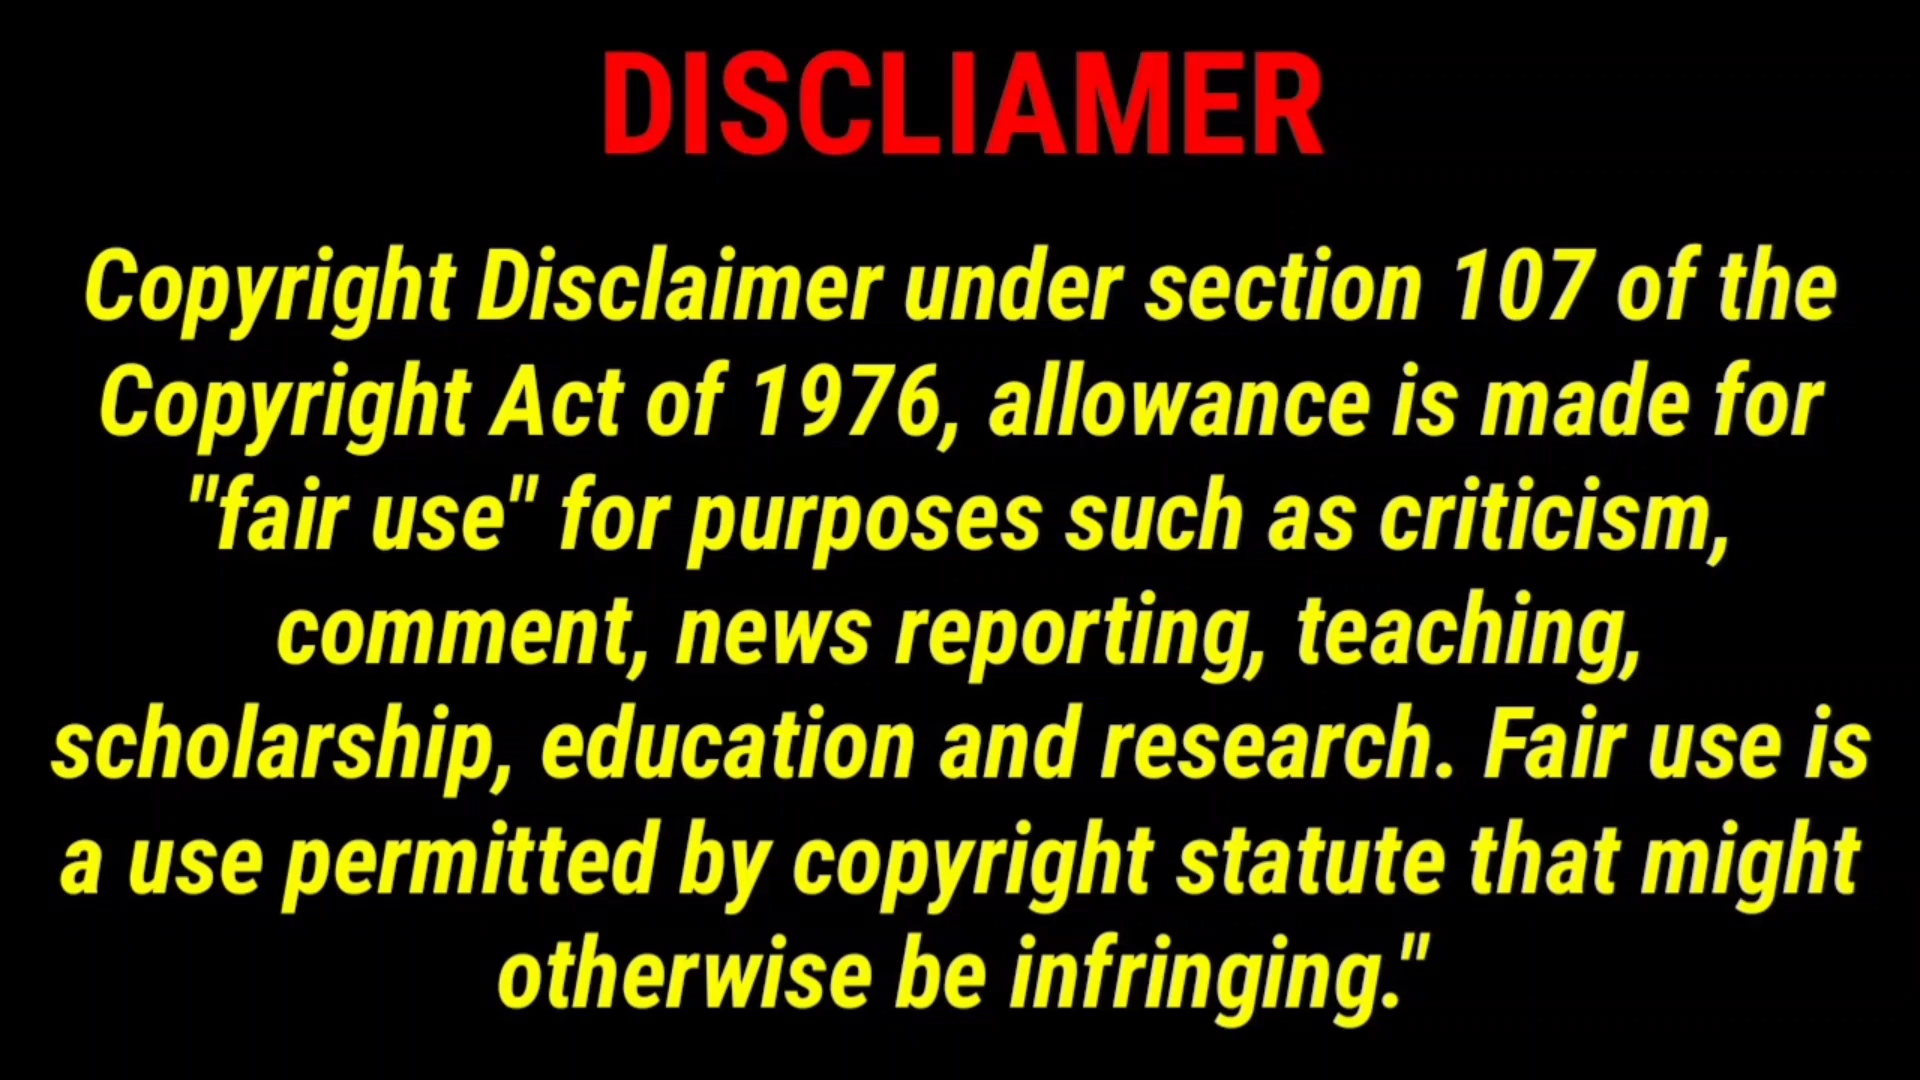 DISCLIAMER
Copyright Disclaimer under section 107 of the
Copyright Act of 1976, allowance is made for
"fair use" for purposes such as criticism,
comment, news reporting, teaching,
scholarship, education and research. Fair use is
a use permitted by copyright statute that might
otherwise be infringing."